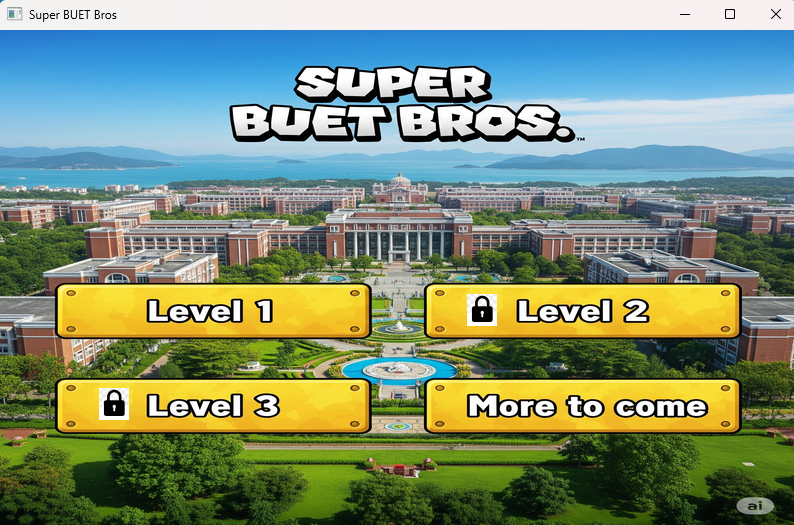 Super BUET Bros
SUPER
BUET BROS.™
Level 1
Level 2
Level 3
More to come
ai